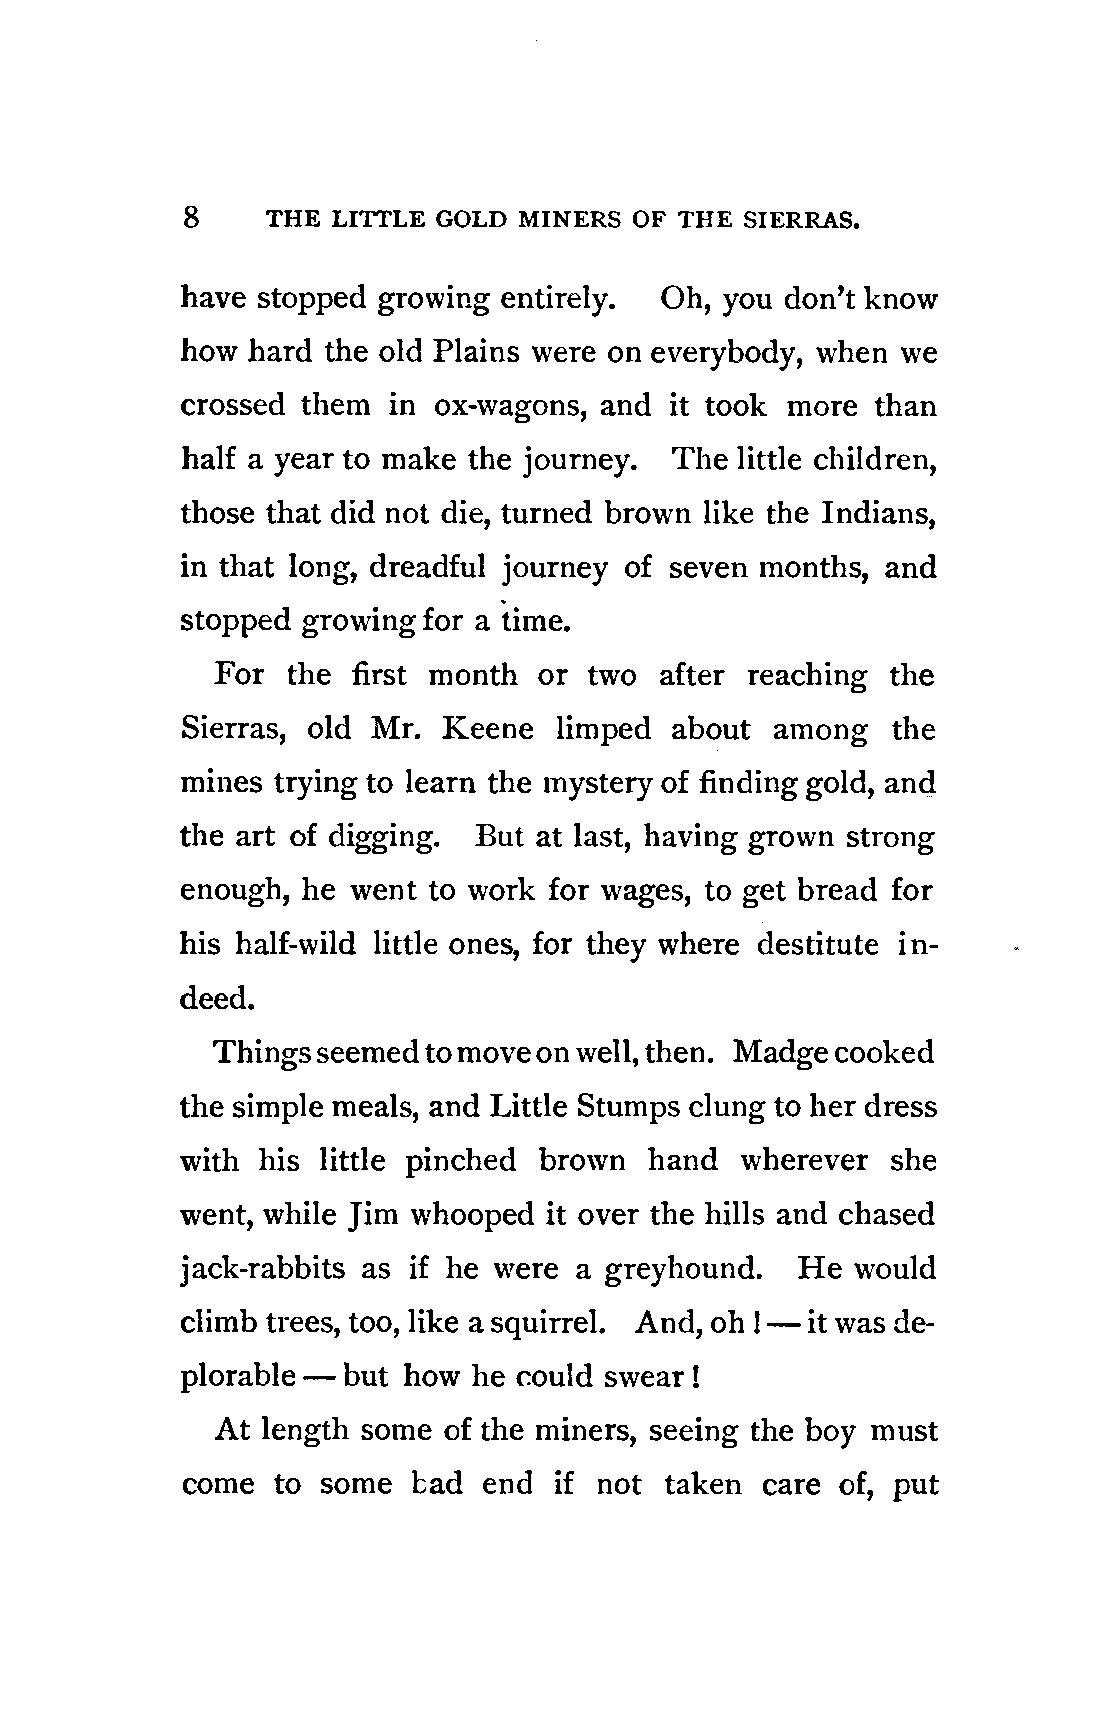 8 THE LITTLE GOLD MINERS OF THE SIERRAS.
have stopped growing entirely. Oh, you don't know
how hard the old Plains were on everybody, when we
crossed them in ox-wagons, and it took more than
half a year to make the journey. The little children,
those that did not die, turned brown like the Indians,
in that long, dreadful journey of seven months, and
stopped growing for a time.
For the first month or two after reaching the
Sierras, old Mr. Keene limped about among the
mines trying to learn the mystery of finding gold, and
the art of digging. But at last, having grown strong
enough, he went to work for wages, to get bread for
his half-wild little ones, for they where destitute in-
deed.
Things seemed to move on well, then. Madge cooked
the simple meals, and Little Stumps clung to her dress
with his little pinched brown hand wherever she
went, while Jim whooped it over the hills and chased
jack-rabbits as if he were a greyhound. He would
climb trees, too, like a squirrel. And, oh!—it was de-
plorable—but how he could swear!
At length some of the miners, seeing the boy must
come to some bad end if not taken care of, put